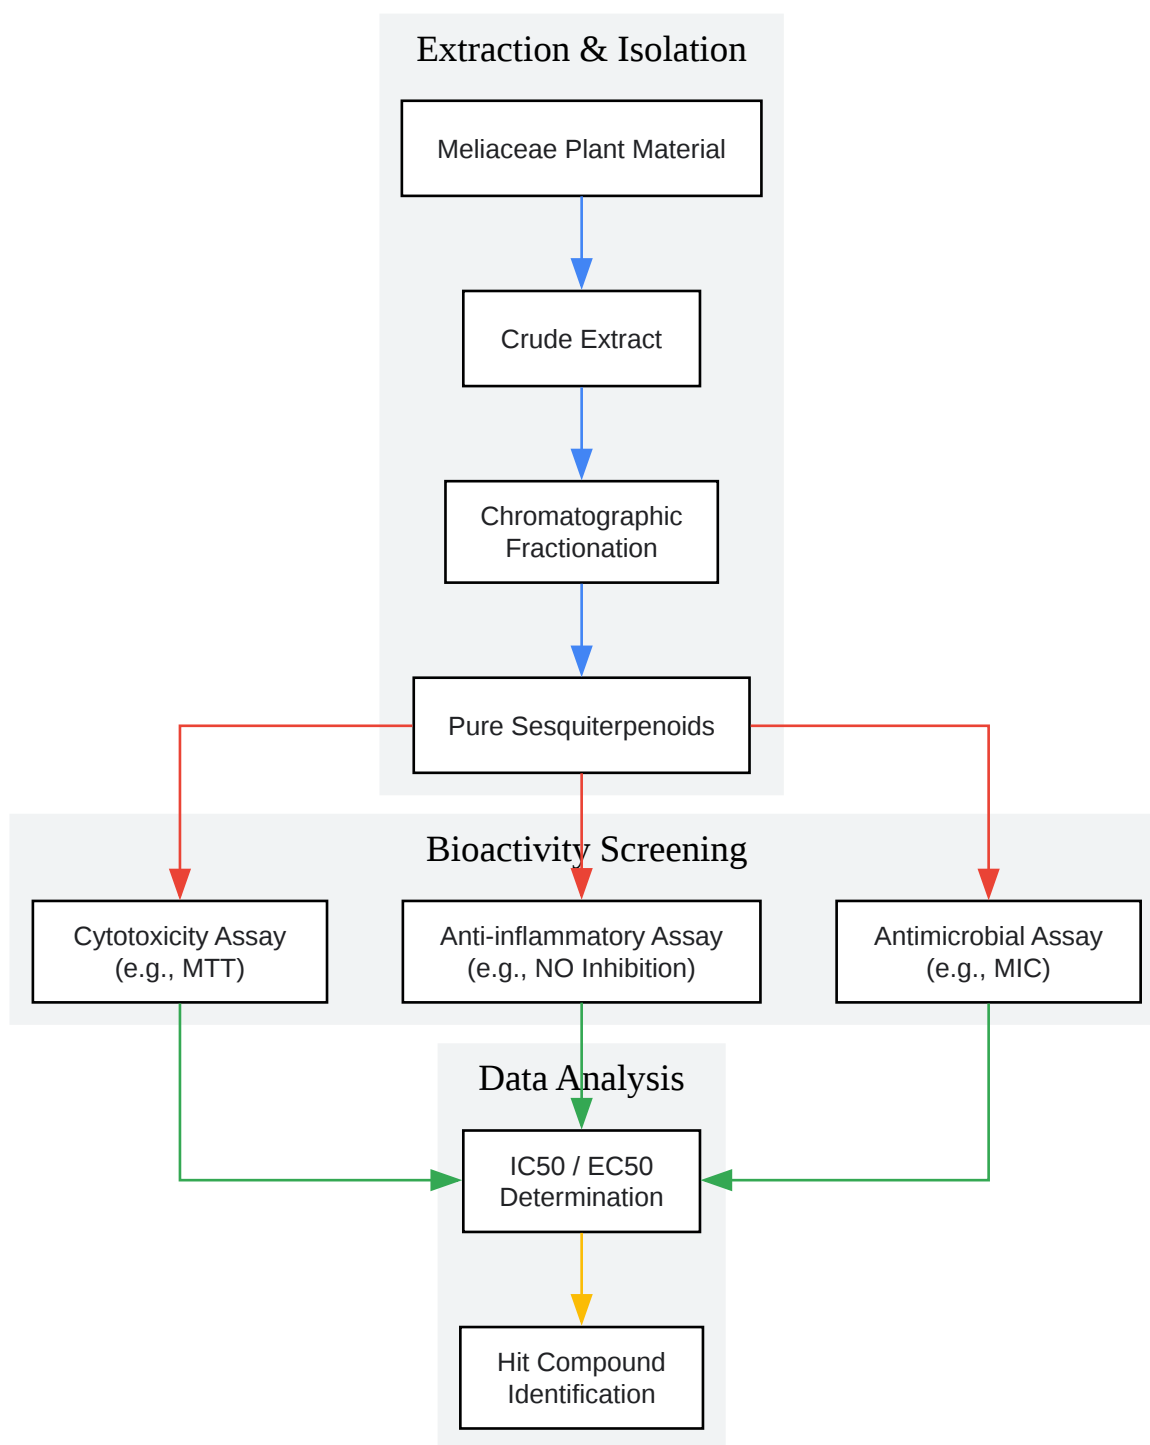 Extraction & Isolation
Meliaceae Plant Material
Crude Extract
Chromatographic
Fractionation
Pure Sesquiterpenoids
Bioactivity Screening
Cytotoxicity Assay
(e.g., MTT)
Anti-inflammatory Assay
(e.g., NO Inhibition)
Antimicrobial Assay
(e.g., MIC)
Data Analysis
IC50 / EC50
Determination
Hit Compound
Identification